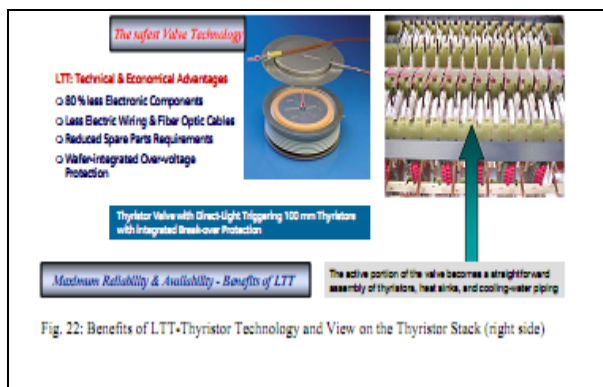 The safest Valve Technology
LTT: Technical & Economical Advantages
80 % less Electronic Components
Less Electric Wiring & Fiber Optic Cables
Reduced Spare Parts Requirements
Wafer-integrated Over-voltage
Protection
Thyristor Valve with Direct-Light Triggering 100 mm Thyristors
with Integrated Break-over Protection
Maximum Reliability & Availability - Benefits of LTT
The active portion of the valve becomes a straightforward
assembly of thyristors, heat sinks, and cooling-water piping
Fig. 22: Benefits of LTT-Thyristor Technology and View on the Thyristor Stack (right side)